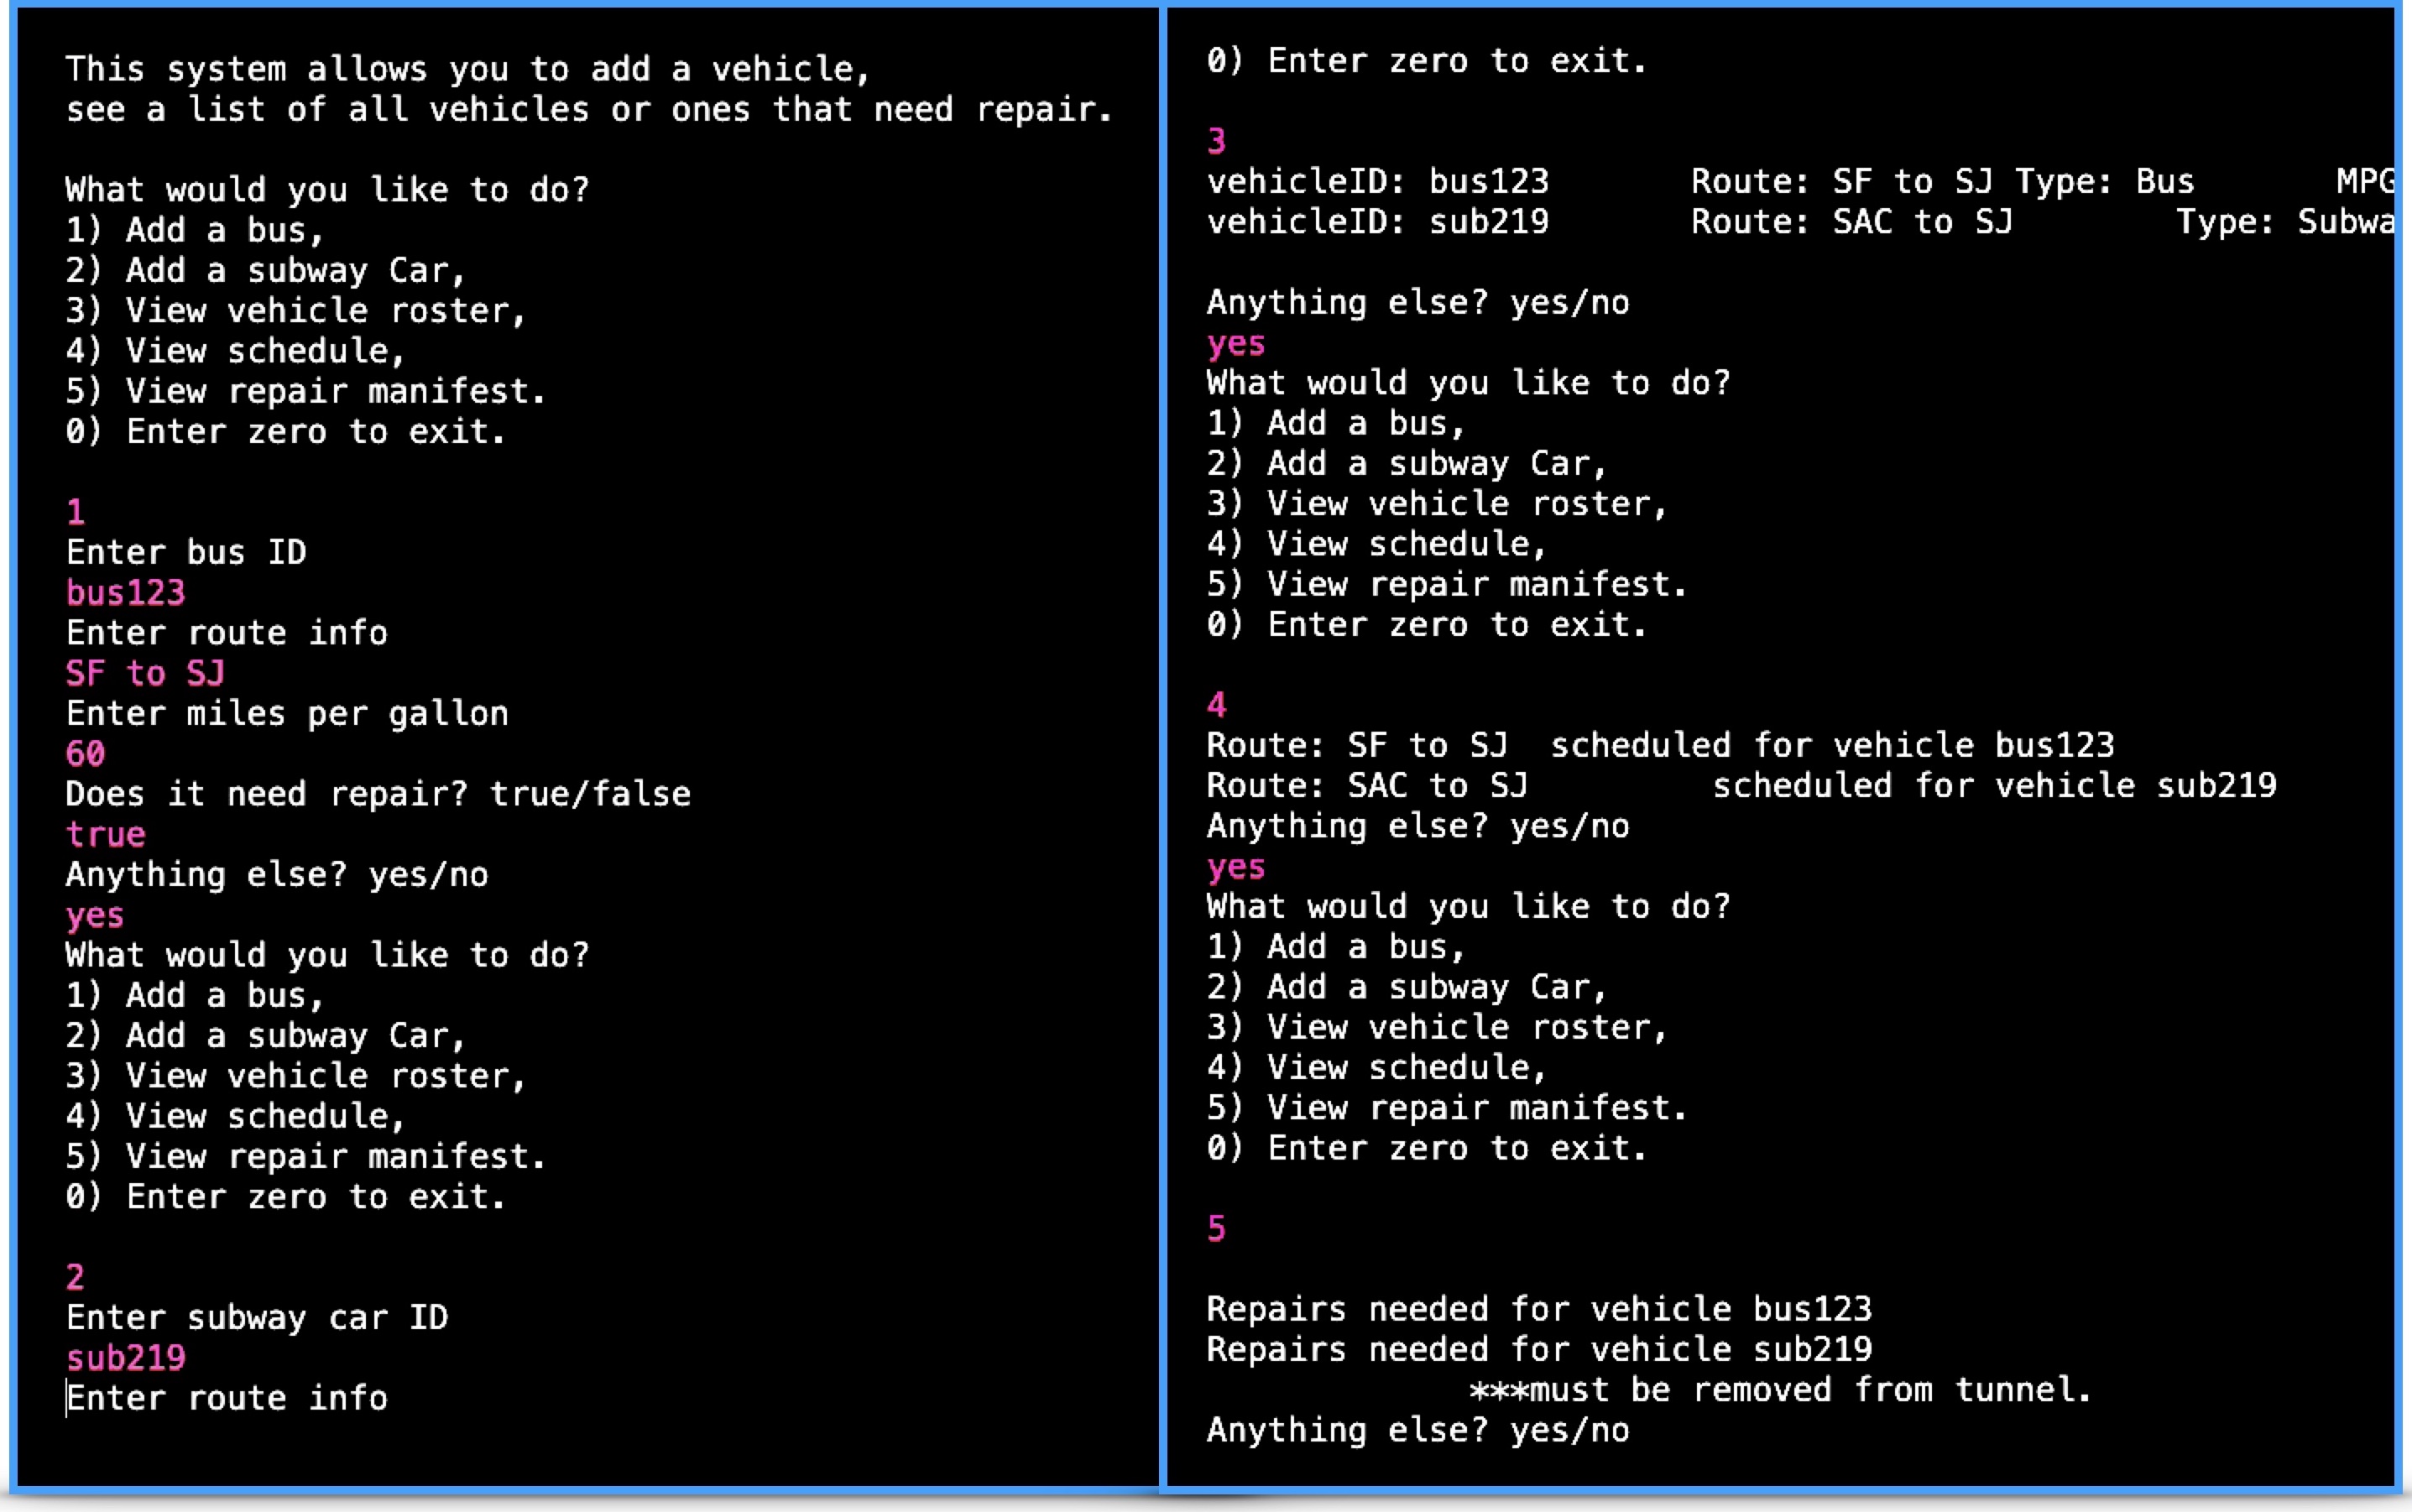 This system allows you to add a vehicle,
see a list of all vehicles or ones that need repair.
What would you like to do?
1) Add a bus,
2) Add a subway Car,
3) View vehicle roster,
4) View schedule,
5) View repair manifest.
0) Enter zero to exit.
1
Enter bus ID
bus123
Enter route info
SF to SJ
Enter miles per gallon
60
Does it need repair? true/false
true
Anything else? yes/no
yes
What would you like to do?
1) Add a bus,
2) Add a subway Car,
3) View vehicle roster,
4) View schedule,
5) View repair manifest.
0) Enter zero to exit.
2
Enter subway car ID
sub219
Enter route info
0) Enter zero to exit.
3
vehicleID: bus123 Route: SF to SJ Type: Bus MPG
vehicleID: sub219 Route: SAC to SJ Type: Subwa
Anything else? yes/no
yes
What would you like to do?
1) Add a bus,
2) Add a subway Car,
3) View vehicle roster,
4) View schedule,
5) View repair manifest.
0) Enter zero to exit.
4
Route: SF to SJ scheduled for vehicle bus123
Route: SAC to SJ scheduled for vehicle sub219
Anything else? yes/no
yes
What would you like to do?
1) Add a bus,
2) Add a subway Car,
3) View vehicle roster,
4) View schedule,
5) View repair manifest.
0) Enter zero to exit.
5
Repairs needed for vehicle bus123
Repairs needed for vehicle sub219
***must be removed from tunnel.
Anything else? yes/no